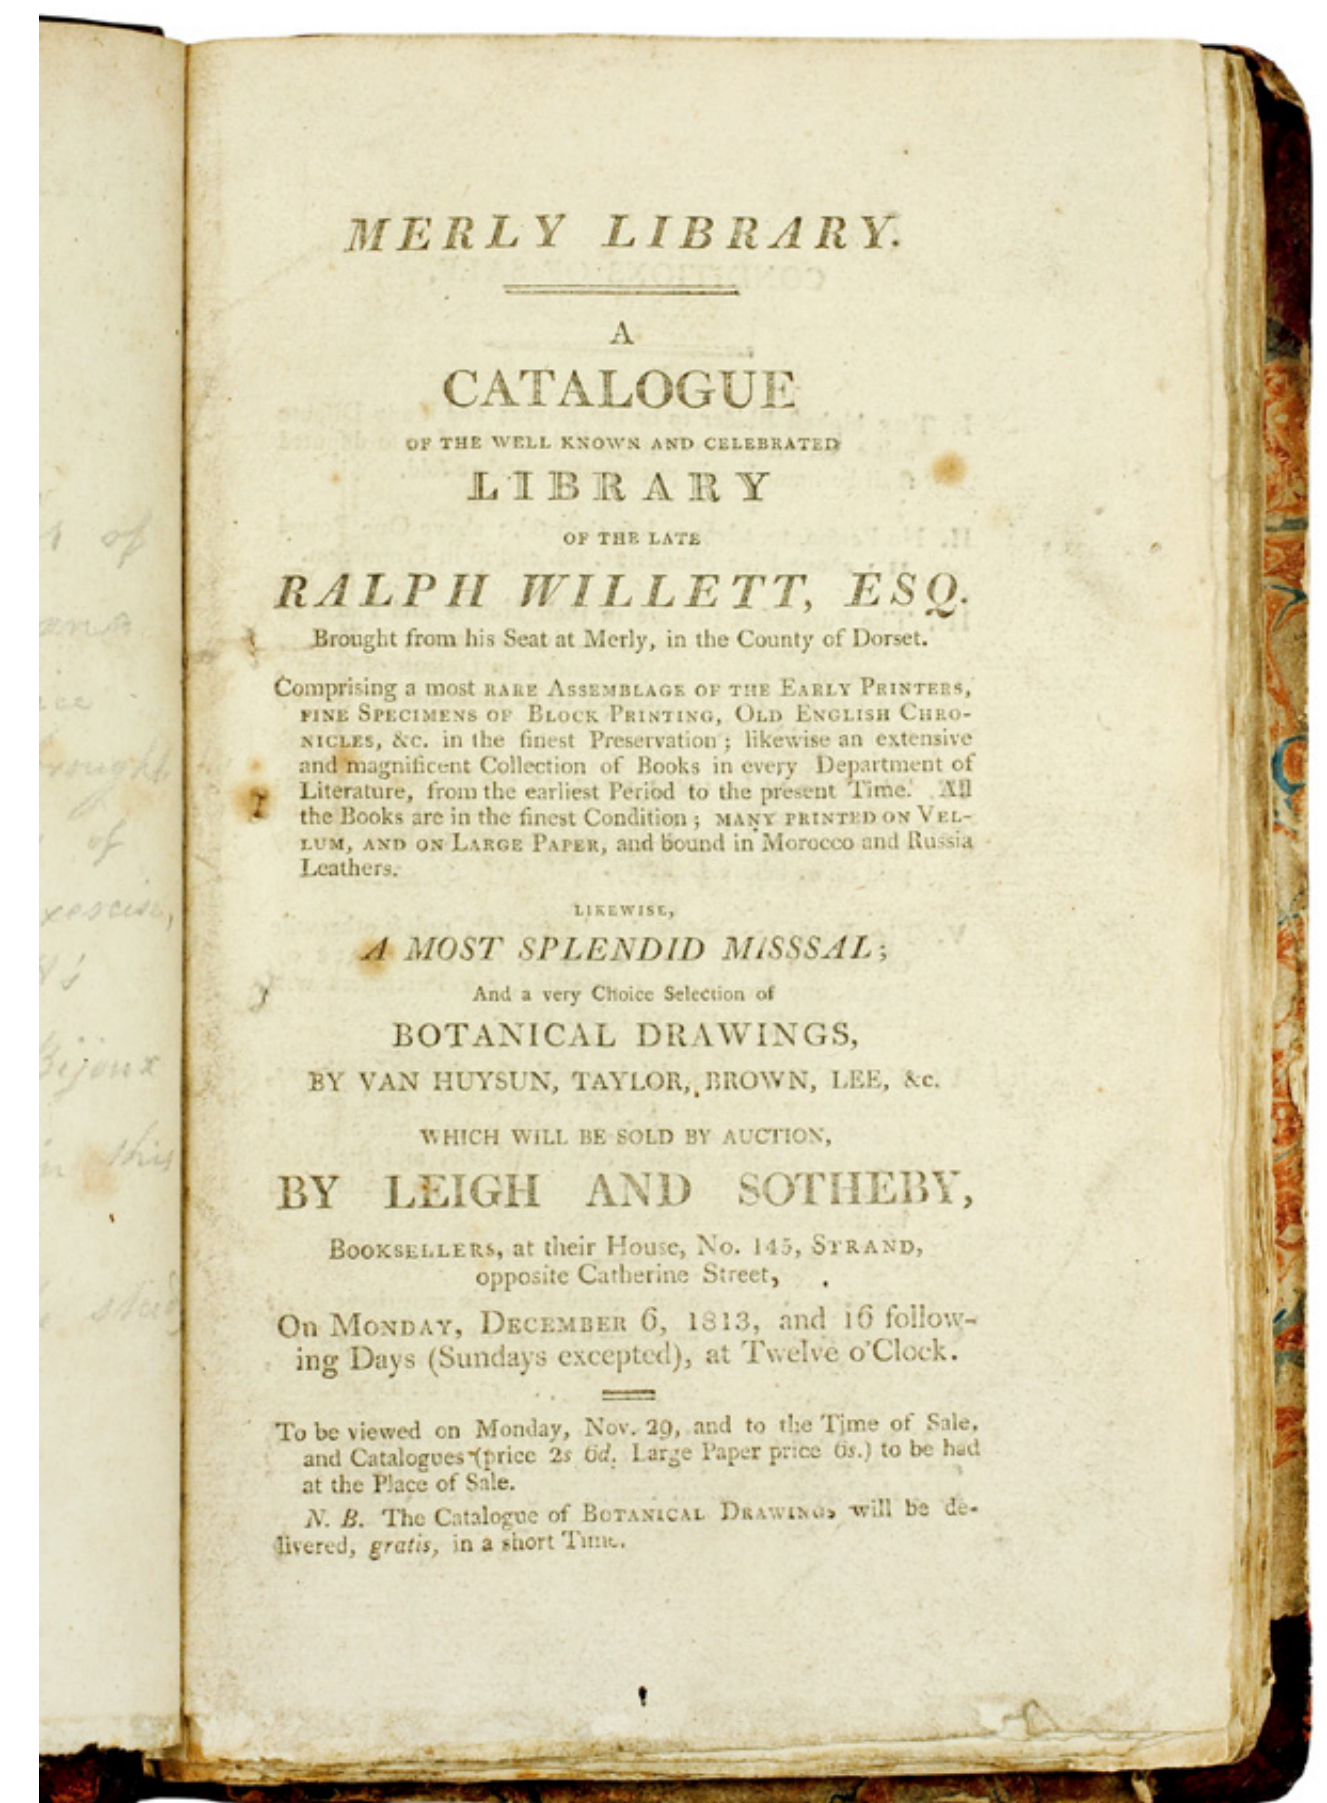 of
of
Bijoux
in this
MERLY LIBRARY.
A
CATALOGUE
OF THE WELL KNOWN AND CELEBRATED
LIBRARY
OF THE LATE
RALPH WILLETT, ESQ.
Brought from his Seat at Merly, in the County of Dorset.
Comprising a most RARE ASSEMBLAGE OF THE EARLY PRINTERS,
FINE SPECIMENS OF BLOCK PRINTING, OLD ENGLISH CHRO-
NICLES, &c. in the finest Preservation; likewise an extensive
and magnificent Collection of Books in every Department of
Literature, from the earliest Period to the present Time. All
the Books are in the finest Condition; MANY PRINTED ON VEL-
LUM, AND ON LARGE PAPER, and bound in Morocco and Russia
Leathers.
LIKEWISE,
A MOST SPLENDID MISSSAL;
And a very Choice Selection of
BOTANICAL DRAWINGS,
BY VAN HUYSUN, TAYLOR, BROWN, LEE, &c.
WHICH WILL BE SOLD BY AUCTION,
BY LEIGH AND SOTHEBY,
BOOKSELLERS, at their House, No. 145, STRAND,
opposite Catherine Street,
On MONDAY, DECEMBER 6, 1813, and 16 follow-
ing Days (Sundays excepted), at Twelve o'Clock.
To be viewed on Monday, Nov. 29, and to the Time of Sale,
and Catalogues (price 2s 6d. Large Paper price 6s.) to be had
at the Place of Sale.
N. B. The Catalogue of BOTANICAL DRAWINGS will be de-
livered, gratis, in a short Time.